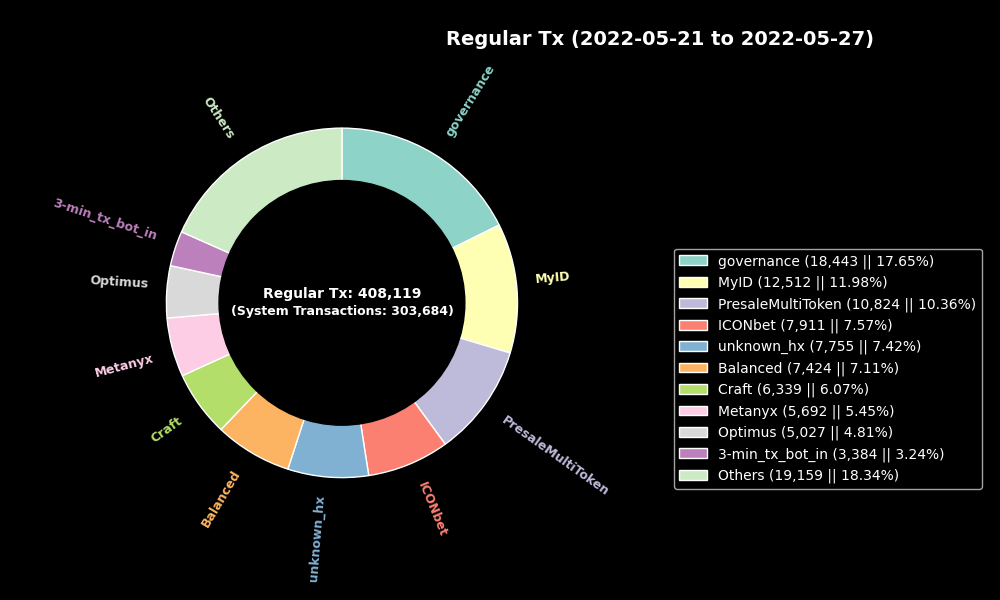 Regular Tx (2022-05-21 to 2022-05-27)
governance
Others
3-min_tx_bot_in
MyID
Optimus
Regular Tx: 408,119
(System Transactions: 303,684)
Metanyx
Craft
PresaleMultiToken
Balanced
ICONbet
unknown_hx
governance (18,443 || 17.65%)
MyID (12,512 || 11.98%)
PresaleMultiToken (10,824 || 10.36%)
ICONbet (7,911 || 7.57%)
unknown_hx (7,755 || 7.42%)
Balanced (7,424 || 7.11%)
Craft (6,339 || 6.07%)
Metanyx (5,692 || 5.45%)
Optimus (5,027 || 4.81%)
3-min_tx_bot_in (3,384 || 3.24%)
Others (19,159 || 18.34%)